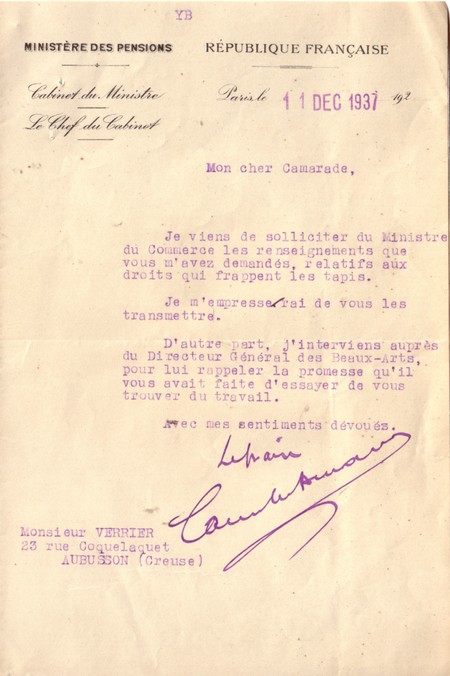 YB
MINISTÈRE DES PENSIONS
RÉPUBLIQUE FRANÇAISE
Cabinet du Ministre
Paris, le 11 DEC 1937 192
Le Chef du Cabinet
Mon cher Camarade,
Je viens de solliciter du Ministre
du Commerce les renseignements que
vous m'avez demandés, relatifs aux
droits qui frappent les tapis.
Je m'empresserai de vous les
transmettre.
D'autre part, j'interviens auprès
du Directeur Général des Beaux-Arts,
pour lui rappeler la promesse qu'il
vous avait faite d'essayer de vous
trouver du travail.
Avec mes sentiments dévoués.
Monsieur VERRIER
23 rue Coquelaquet
AUBUSSON (Creuse)